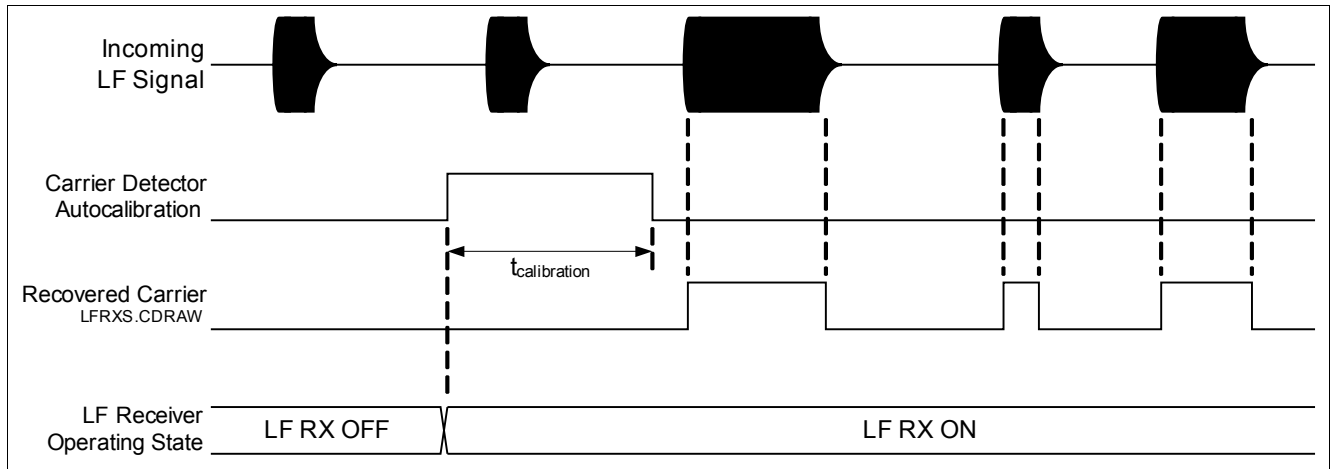 Incoming
LF Signal
Carrier Detector
Autocalibration
tcalibration
Recovered Carrier
LFRXS.CDRAW
LF Receiver
Operating State
LF RX OFF
LF RX ON